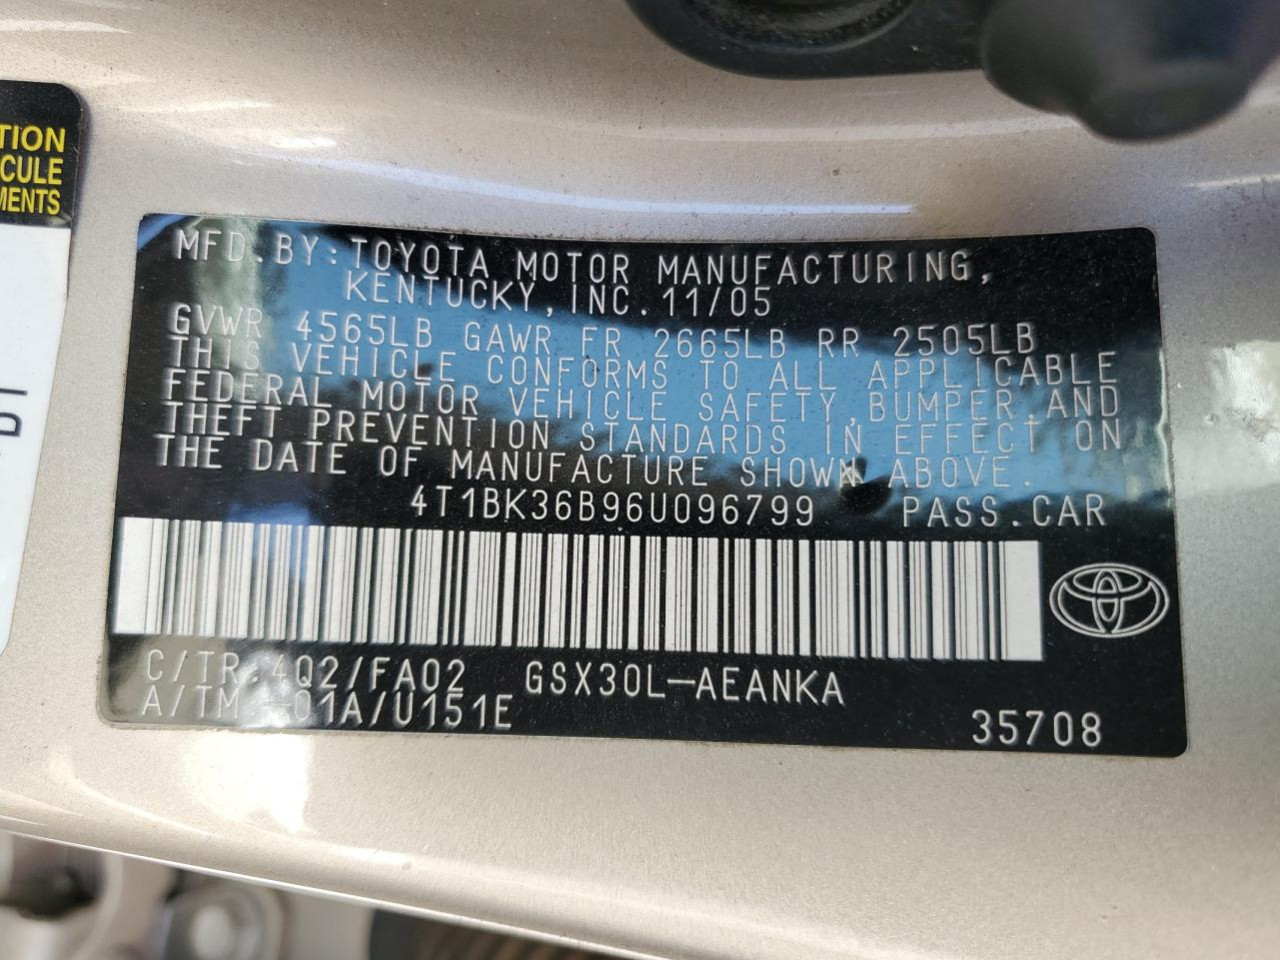 TION
CULE
MENTS
MFD.BY:TOYOTA MOTOR MANUFACTURING,
KENTUCKY,INC.11/05
GVWR 4565LB GAWR FR 2665LB RR 2505LB
THIS VEHICLE CONFORMS TO ALL APPLICABLE
FEDERAL MOTOR VEHICLE SAFETY,BUMPER,AND
THEFT PREVENTION STANDARDS IN EFFECT ON
THE DATE OF MANUFACTURE SHOWN ABOVE.
4T1BK36B96U096799 PASS.CAR
C/TR:4Q2/FA02 GSX30L-AEANKA
A/TM -01A/U151E
35708